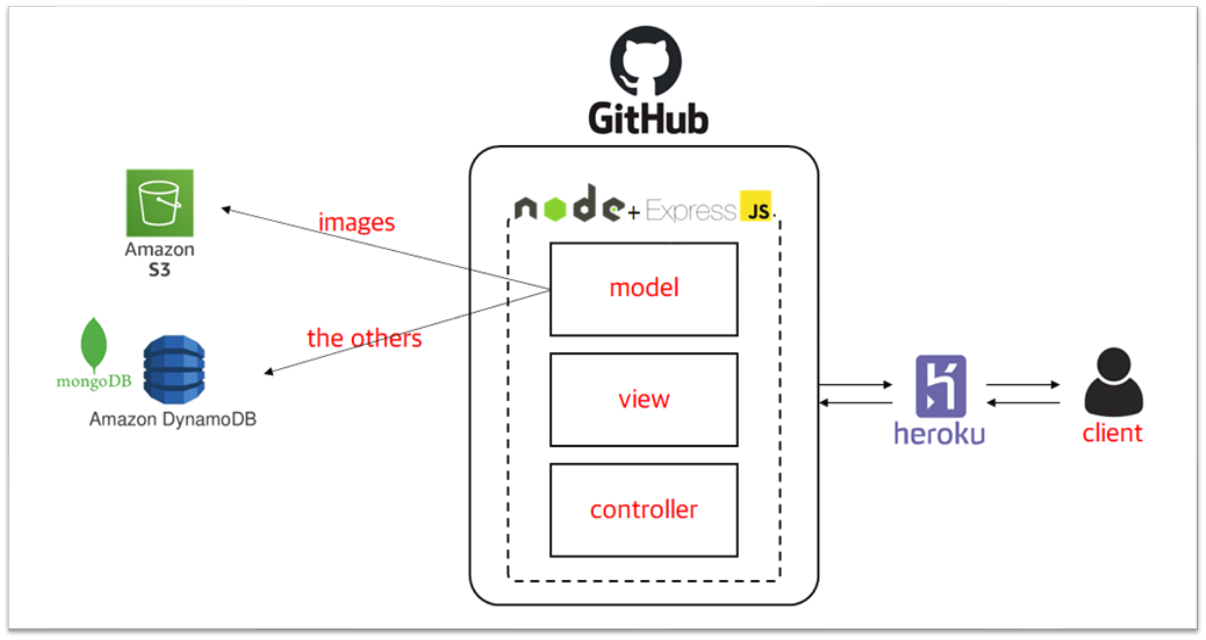 GitHub
node + Express JS
Amazon
S3
images
model
mongoDB
the others
Amazon DynamoDB
view
heroku
client
controller